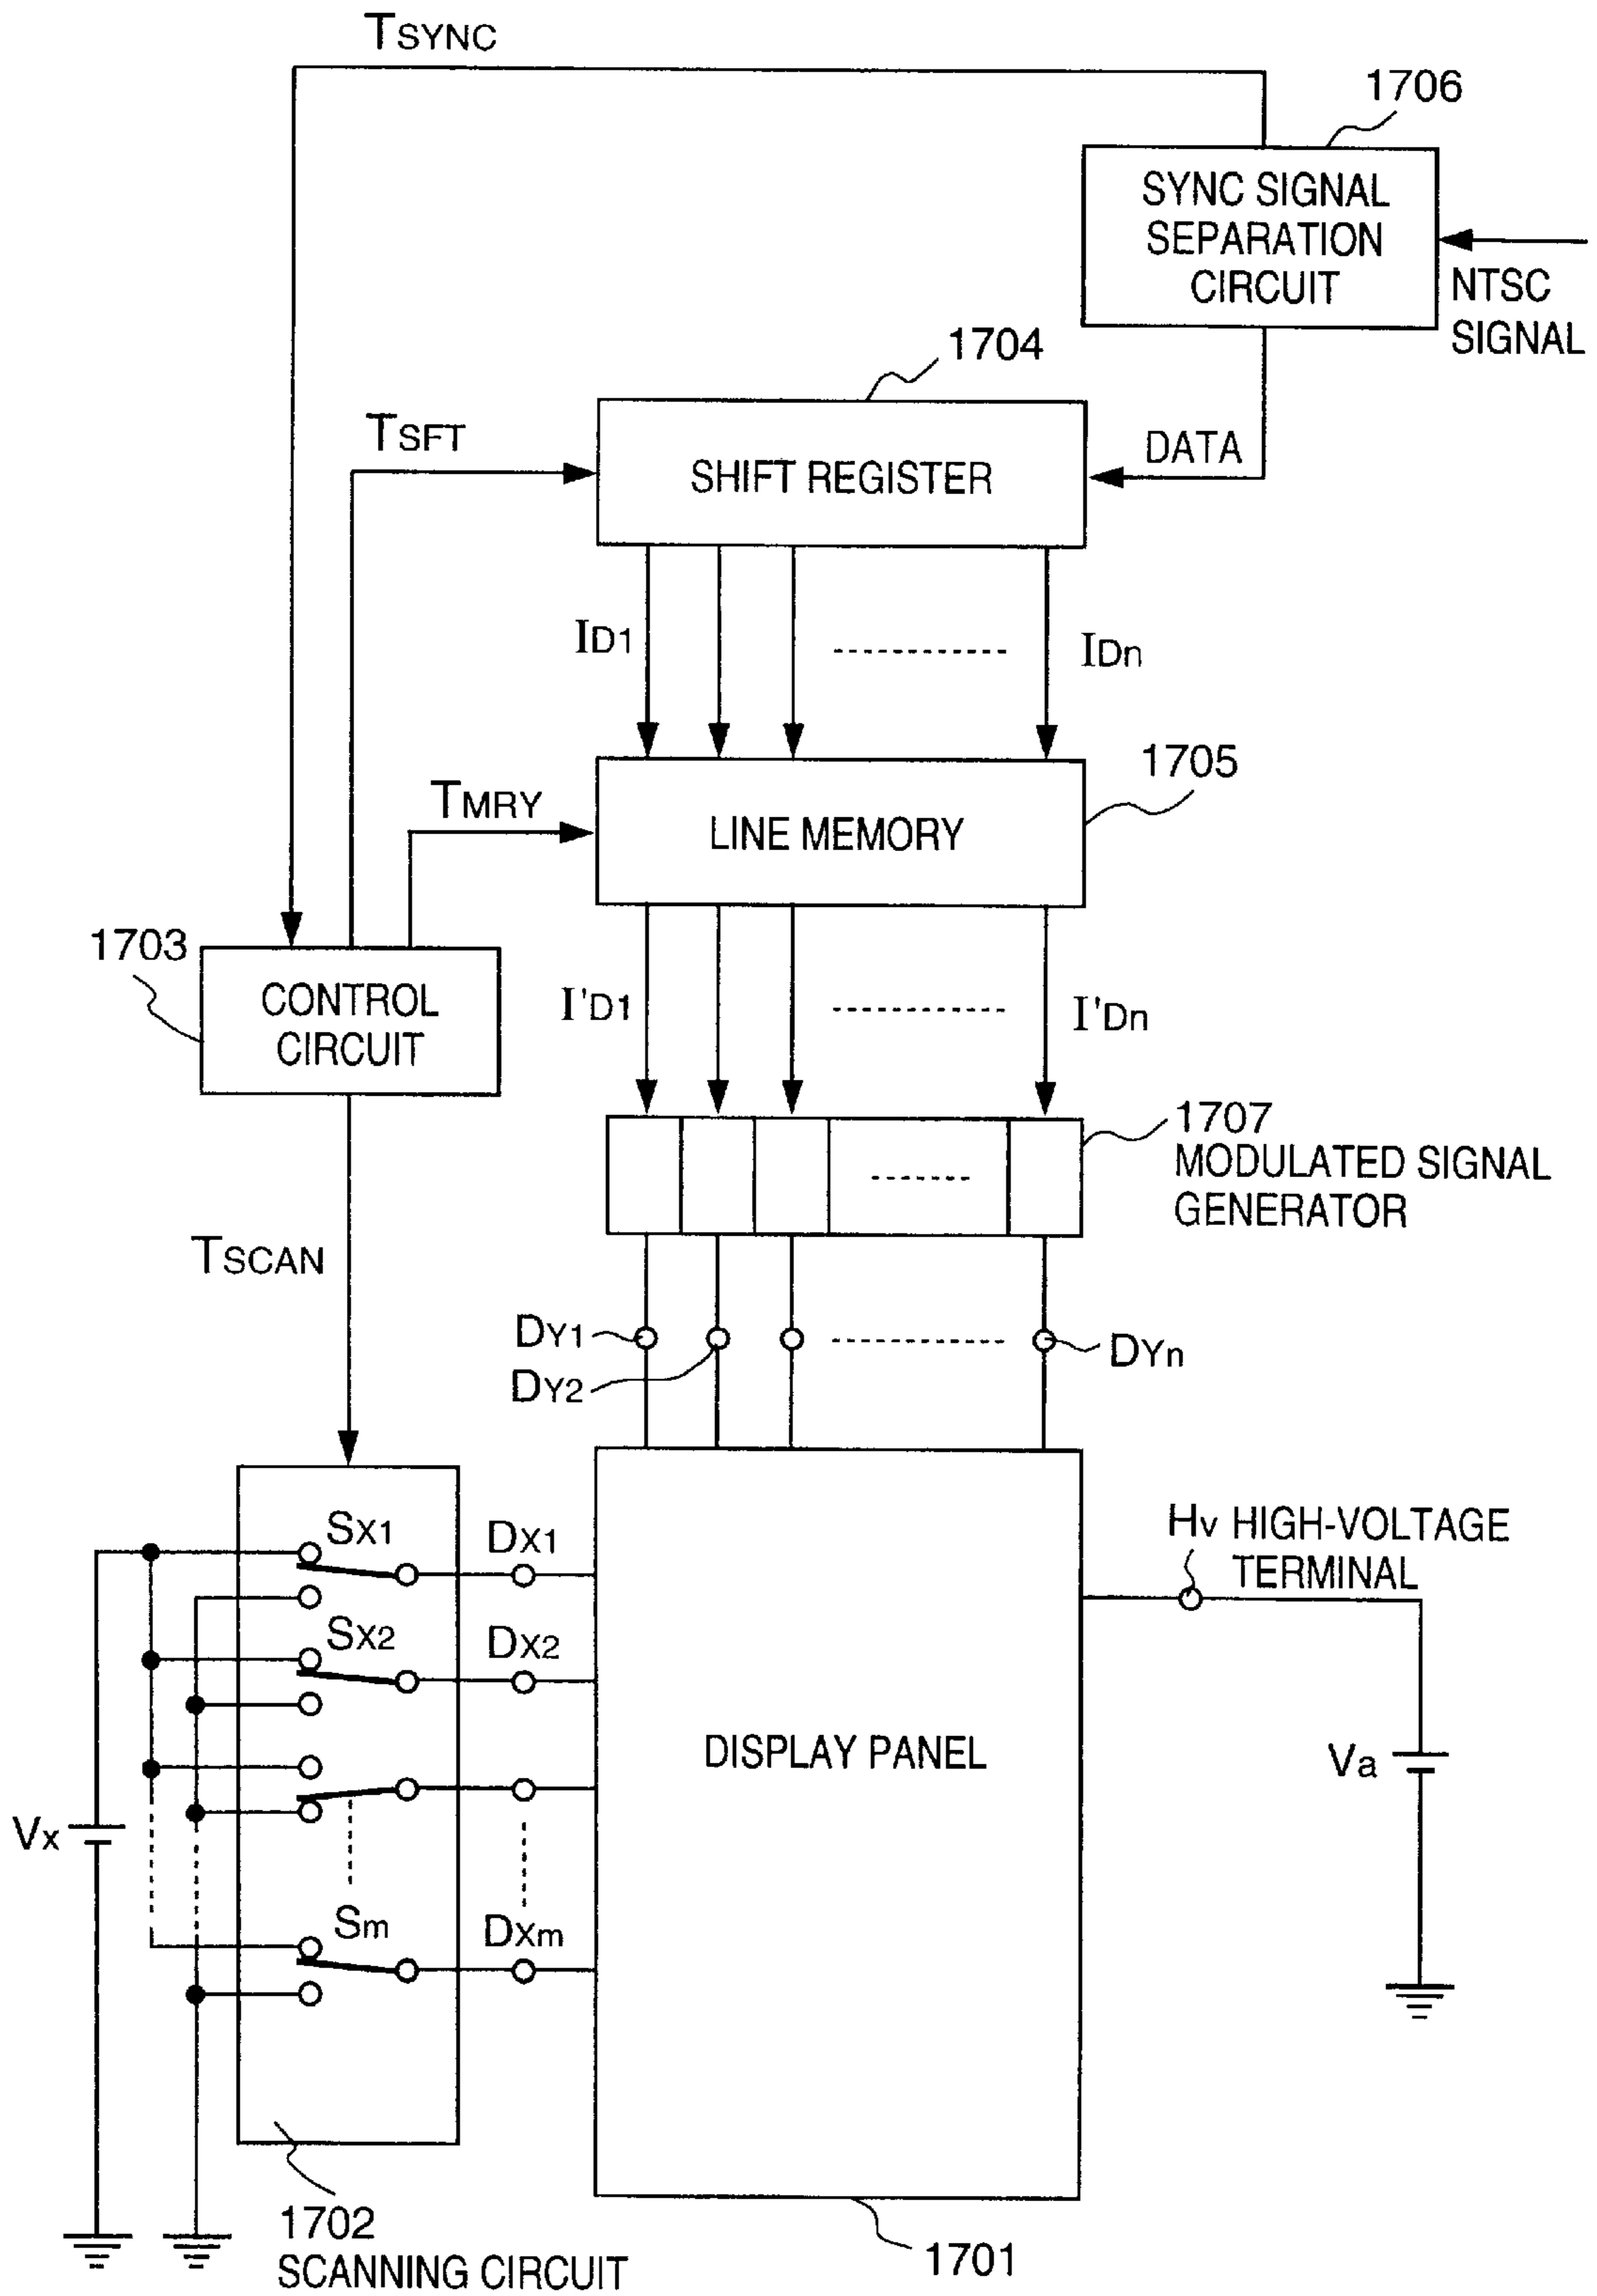 TSYNC
1706
SYNC SIGNAL
SEPARATION
CIRCUIT
NTSC
SIGNAL
1704
TSFT
SHIFT REGISTER
DATA
ID1
IDn
1705
TMRY
LINE MEMORY
1703
CONTROL
CIRCUIT
I'D1
I'Dn
1707
MODULATED SIGNAL
GENERATOR
TSCAN
DY1
DYn
DY2
SX1
DX1
HV HIGH-VOLTAGE
TERMINAL
SX2
DX2
DISPLAY PANEL
Va
Vx
Sm
DXm
1702
SCANNING CIRCUIT
1701